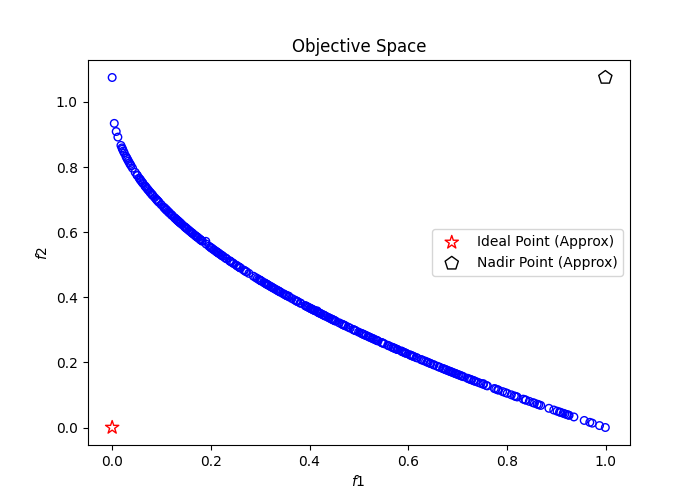 Objective Space
f2
1.0
0.8
0.6
0.4
0.2
0.0
Ideal Point (Approx)
Nadir Point (Approx)
0.0 0.2 0.4 0.6 0.8 1.0
f1